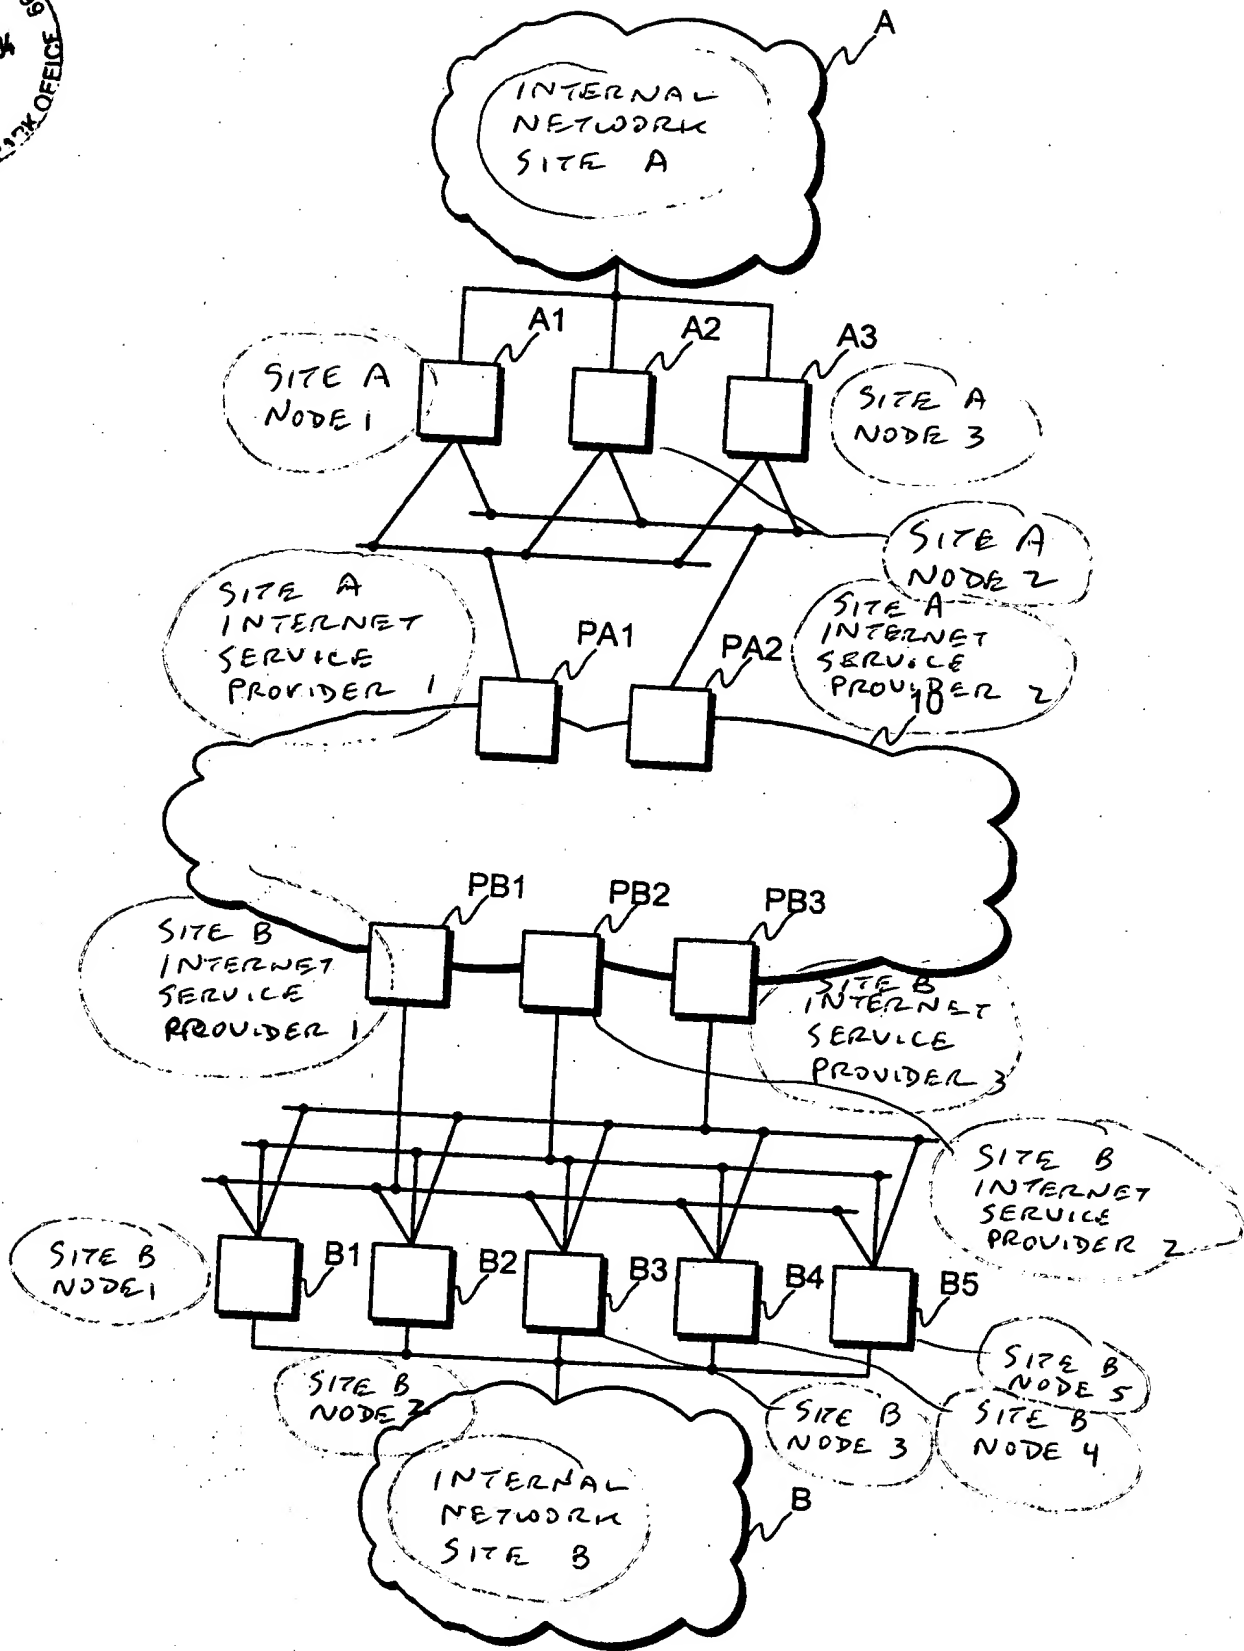 OFFICE
A
INTERNAL
NETWORK
SITE A
A1
A2
A3
SITE A
NODE 1
SITE A
NODE 3
SITE A
NODE 2
SITE A
INTERNET
SERVICE
PROVIDER 1
PA1
PA2
SITE A
INTERNET
SERVICE
PROVIDER 2
10
PB1
PB2
PB3
SITE B
INTERNET
SERVICE
PROVIDER 1
SITE B
INTERNET
SERVICE
PROVIDER 3
SITE B
INTERNET
SERVICE
PROVIDER 2
SITE B
NODE 1
B1
B2
B3
B4
B5
SITE B
NODE 2
SITE B
NODE 5
SITE B
NODE 3
SITE B
NODE 4
INTERNAL
NETWORK
SITE B
B